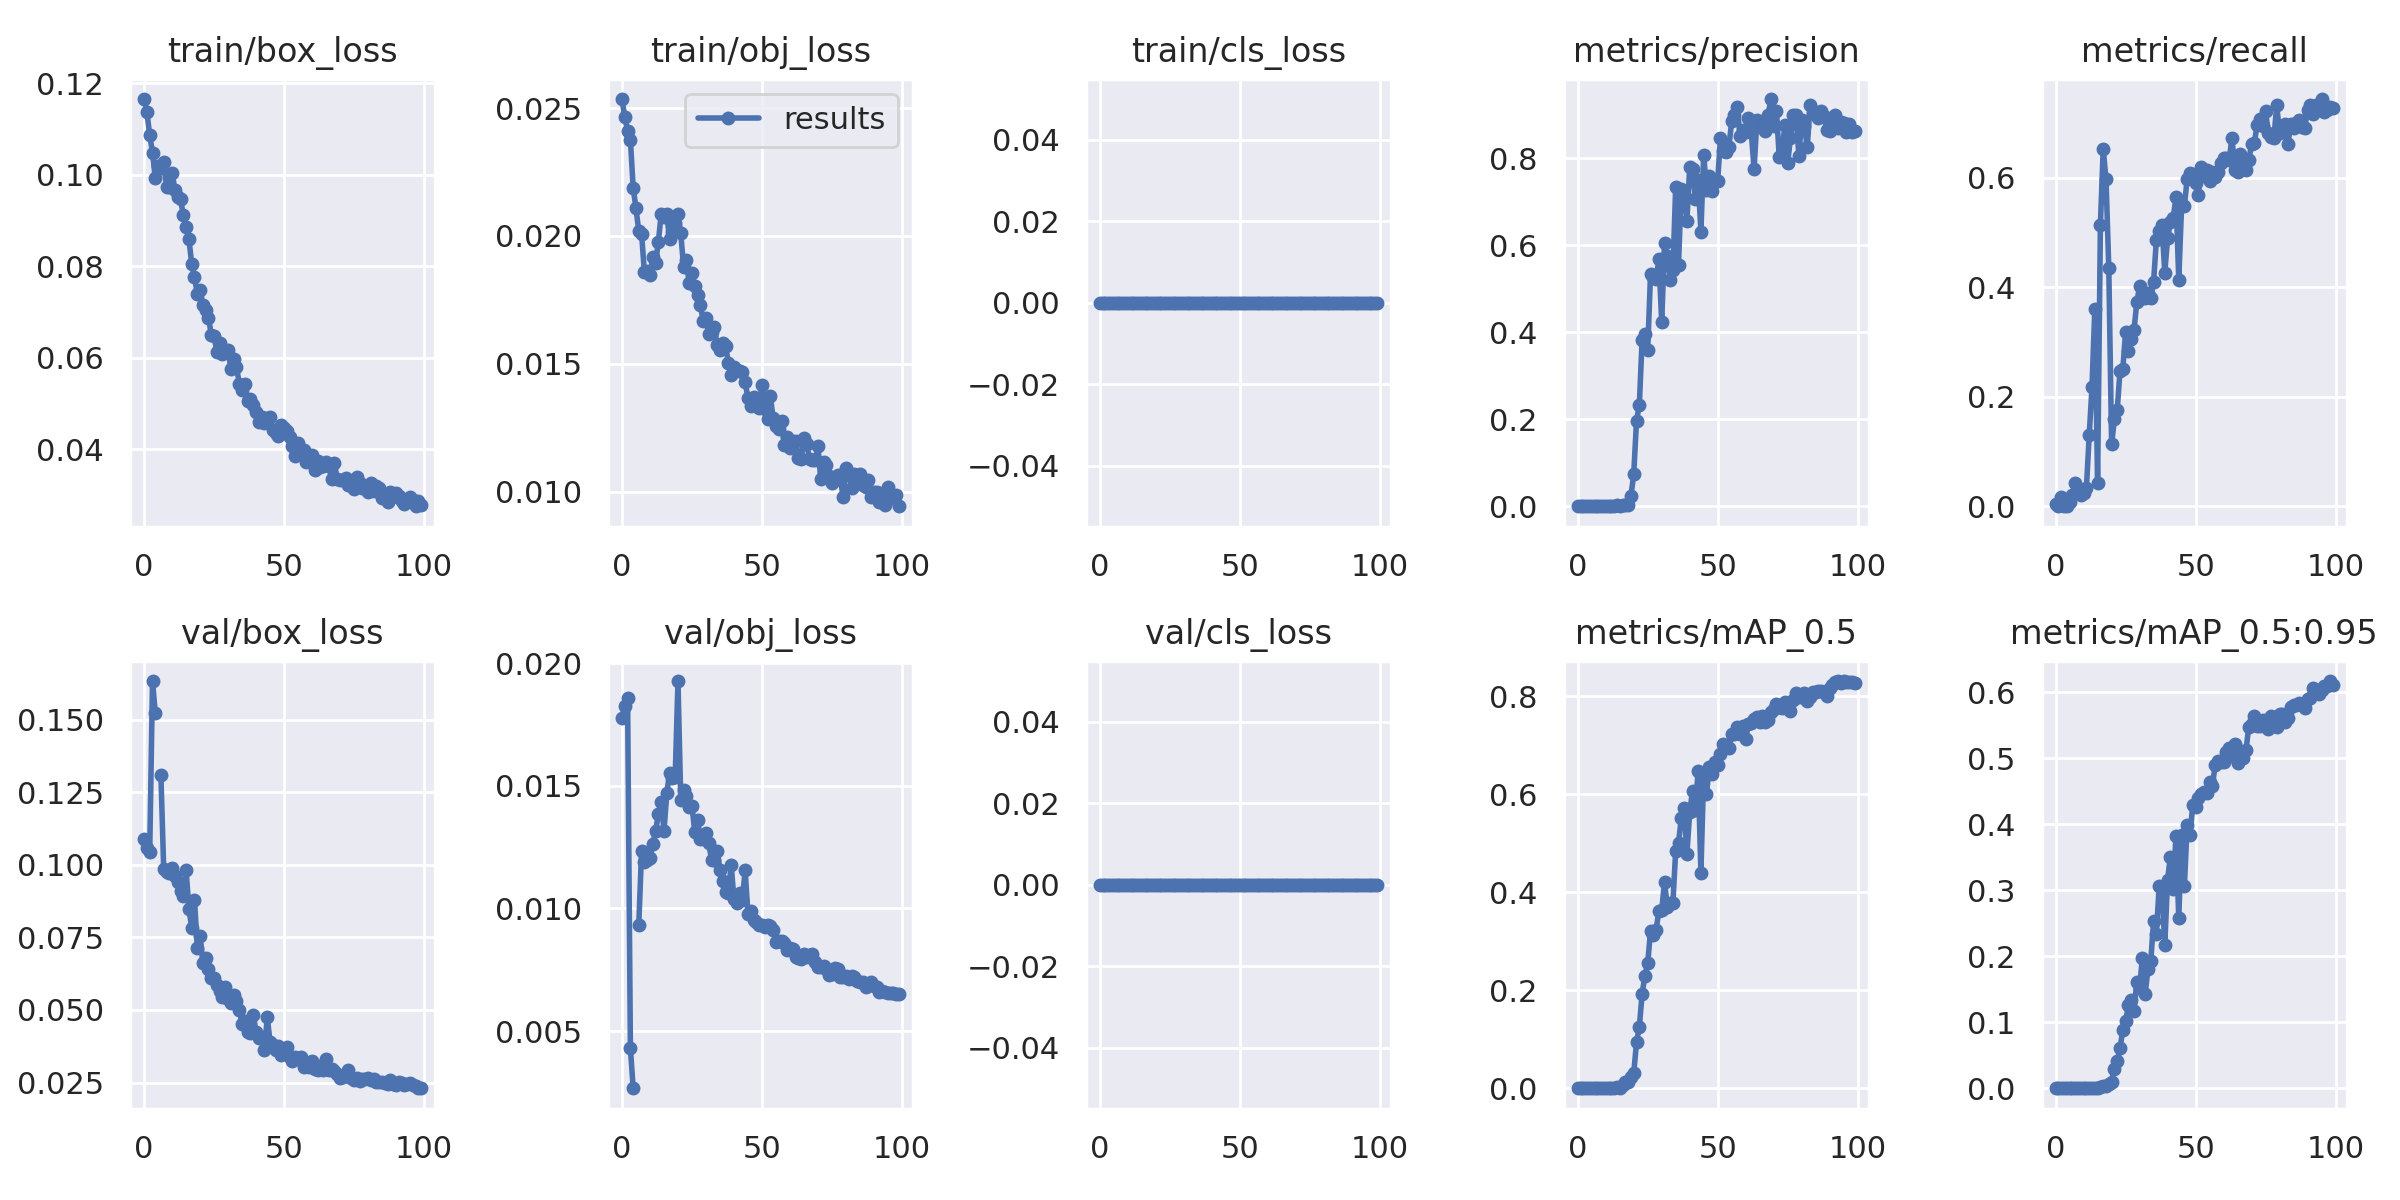 train/box_loss
train/obj_loss
train/cls_loss
metrics/precision
metrics/recall
0.12
0.10
0.08
0.06
0.04
0 50 100
0.025
0.020
0.015
0.010
results
0 50 100
0.04
0.02
0.00
−0.02
−0.04
0 50 100
0.8
0.6
0.4
0.2
0.0
0 50 100
0.6
0.4
0.2
0.0
0 50 100
val/box_loss
val/obj_loss
val/cls_loss
metrics/mAP_0.5
metrics/mAP_0.5:0.95
0.150
0.125
0.100
0.075
0.050
0.025
0 50 100
0.020
0.015
0.010
0.005
0 50 100
0.04
0.02
0.00
−0.02
−0.04
0 50 100
0.8
0.6
0.4
0.2
0.0
0 50 100
0.6
0.5
0.4
0.3
0.2
0.1
0.0
0 50 100